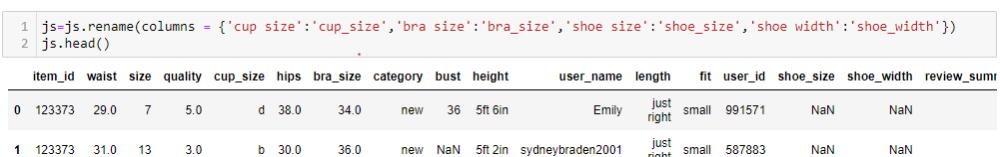 1 js=js.rename(columns = {'cup size':'cup_size','bra size':'bra_size','shoe size':'shoe_size','shoe width':'shoe_width'})
2 js.head()
item_id waist size quality cup_size hips bra_size category bust height user_name length fit user_id shoe_size shoe_width review_summ
0 123373 29.0 7 5.0 d 38.0 34.0 new 36 5ft 6in Emily just right small 991571 NaN NaN
1 123373 31.0 13 3.0 b 30.0 36.0 new NaN 5ft 2in sydneybraden2001 just right small 587883 NaN NaN